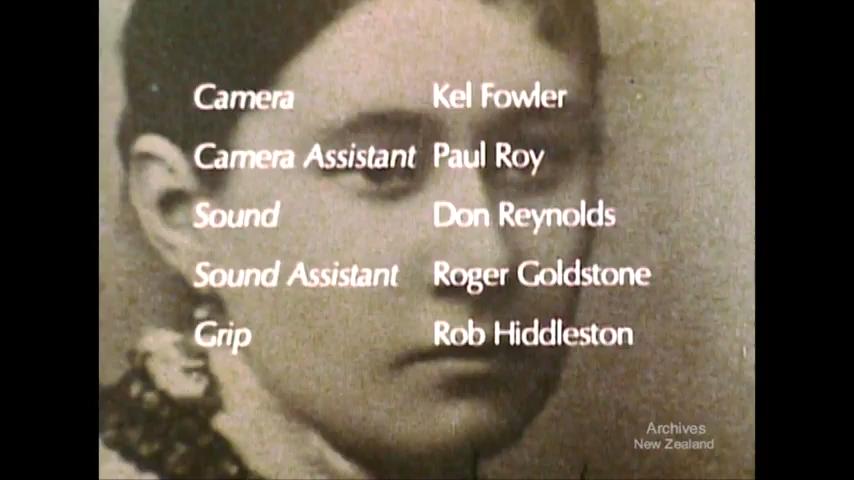 Camera Kel Fowler
Camera Assistant Paul Roy
Sound Don Reynolds
Sound Assistant Roger Goldstone
Grip Rob Hiddleston
Archives
New Zealand